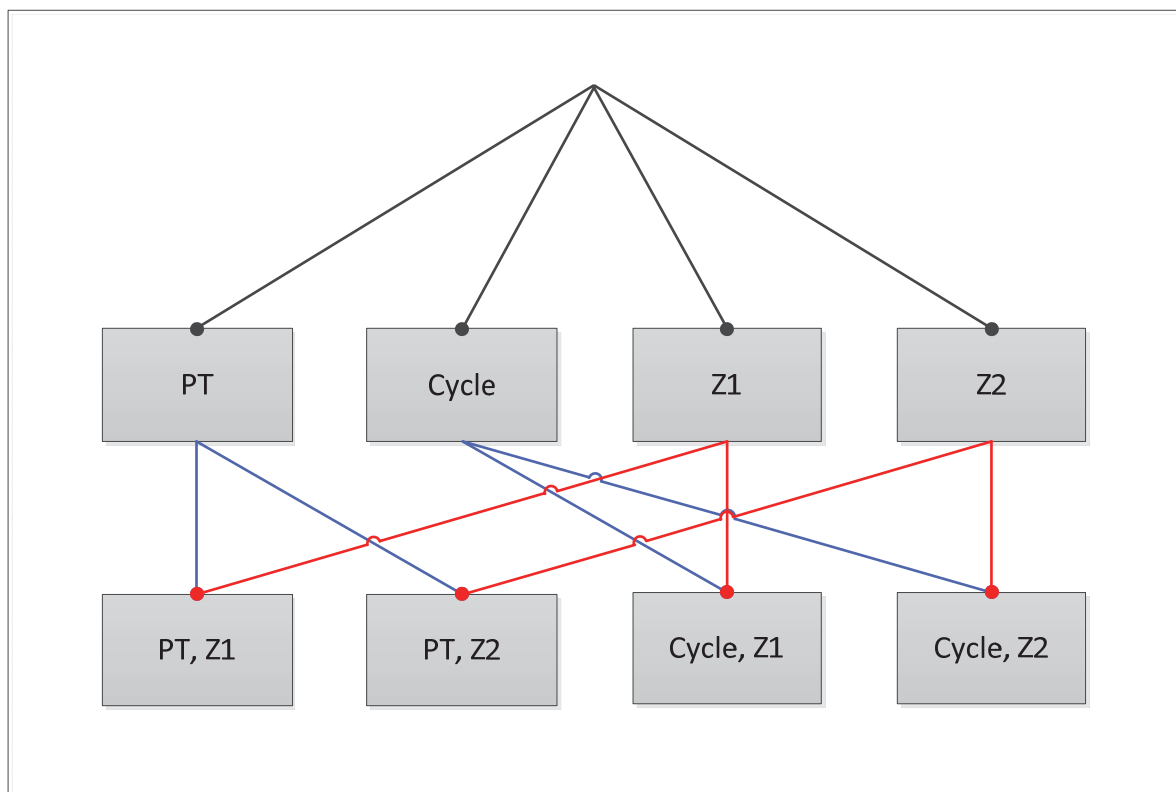 PT
Cycle
Z1
Z2
PT, Z1
PT, Z2
Cycle, Z1
Cycle, Z2